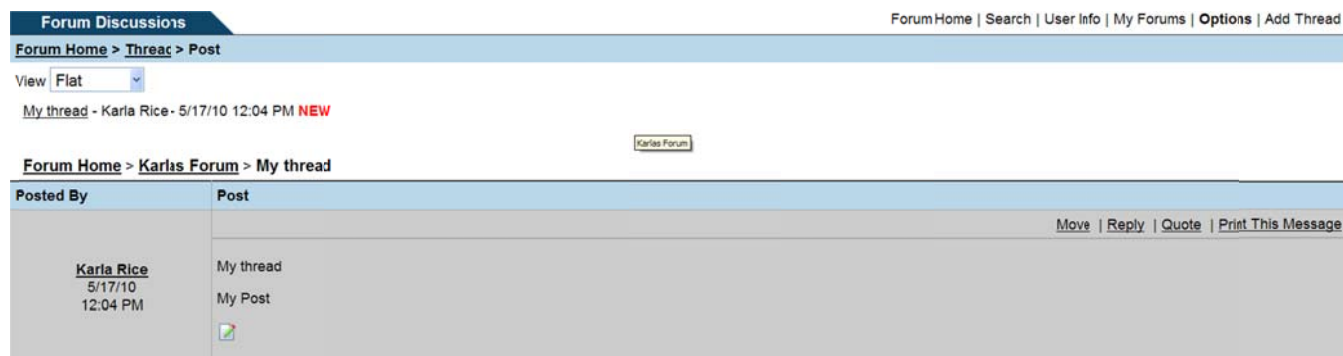 Forum Discussions
Forum Home | Search | User Info | My Forums | Options | Add Thread
Forum Home > Thread > Post
View Flat
My thread - Karla Rice- 5/17/10 12:04 PM NEW
Karlas Forum
Forum Home > Karlas Forum > My thread
Posted By Post
Move | Reply | Quote | Print This Message
Karla Rice
5/17/10
12:04 PM
My thread
My Post